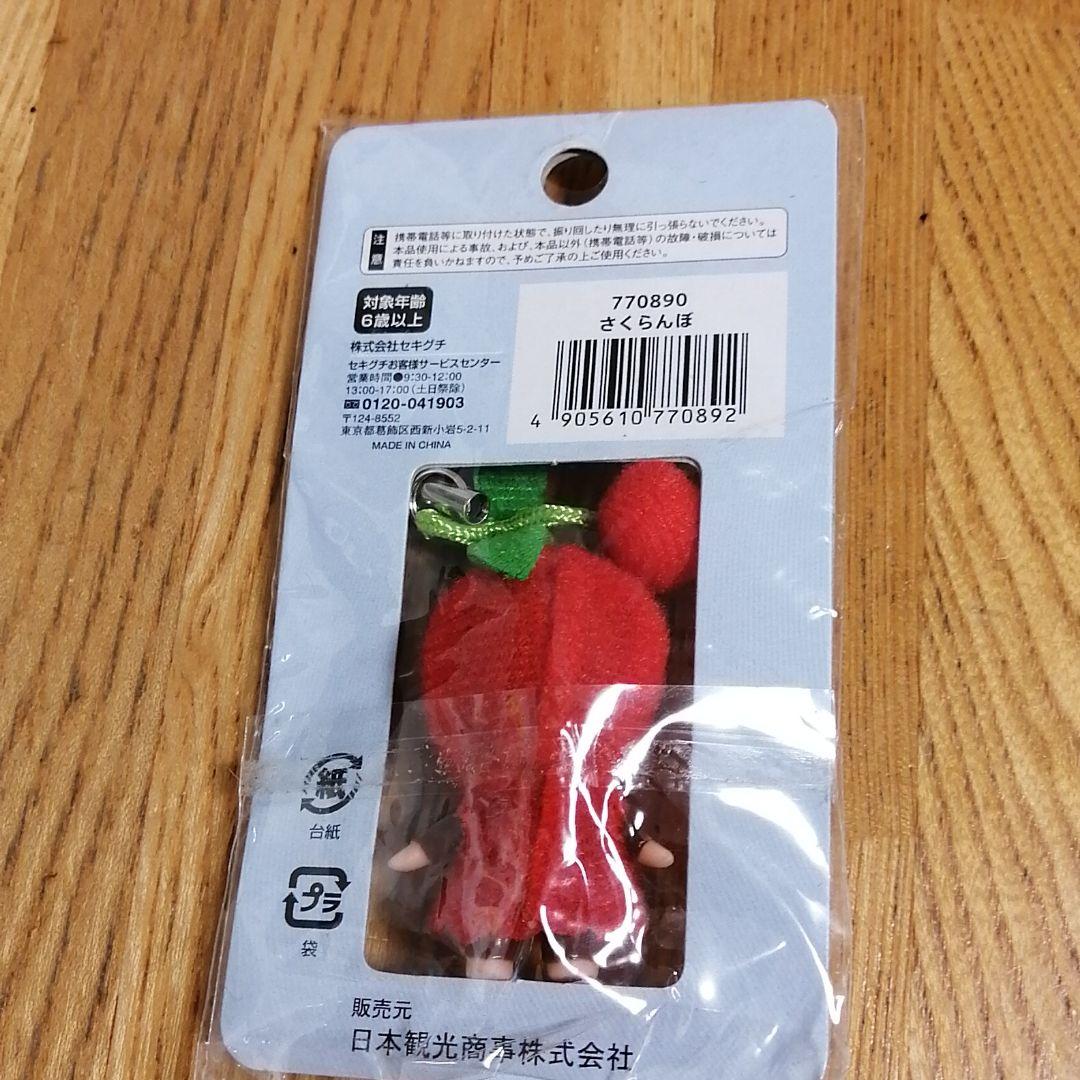 注意
携帯電話等に取り付けた状態で、振り回したり無理に引っ張らないでください。
本品使用による事故、および、本品以外(携帯電話等)の故障・破損については
責任を負いかねますので、予めご了承の上ご使用ください。
対象年齢
6歳以上
770890
さくらんぼ
4 905610 770892
株式会社セキグチ
セキグチお客様サービスセンター
営業時間●9:30-12:00
13:00-17:00(土日祭除)
0120-041903
〒124-8552
東京都葛飾区西新小岩5-2-11
MADE IN CHINA
紙
台紙
プラ
袋
販売元
日本観光商事株式会社